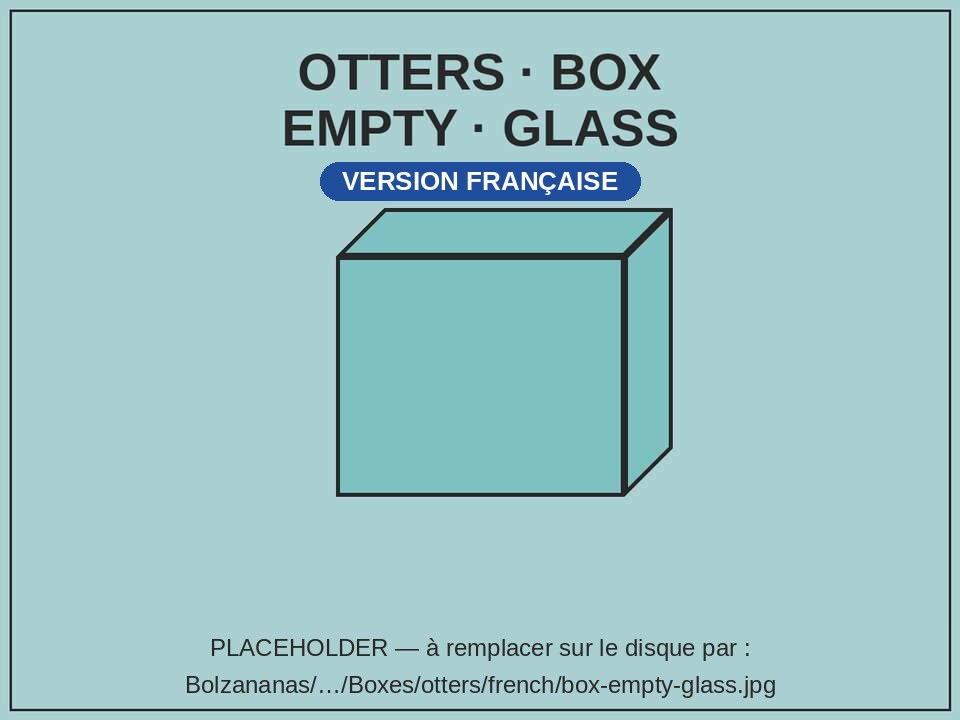 OTTERS · BOX
EMPTY · GLASS
VERSION FRANÇAISE
PLACEHOLDER — à remplacer sur le disque par :
Bolzananas/…/Boxes/otters/french/box-empty-glass.jpg